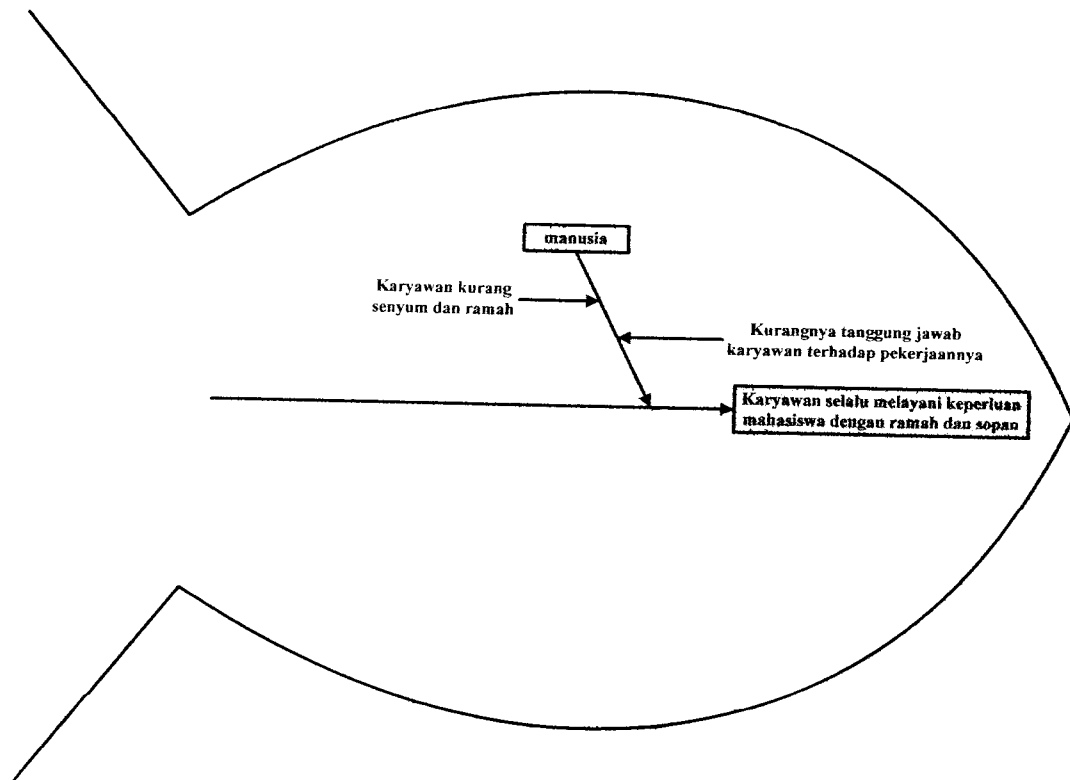 manusia
Karyawan kurang
senyum dan ramah
Kurangnya tanggung jawab
karyawan terhadap pekerjaannya
Karyawan selalu melayani keperluan
mahasiswa dengan ramah dan sopan